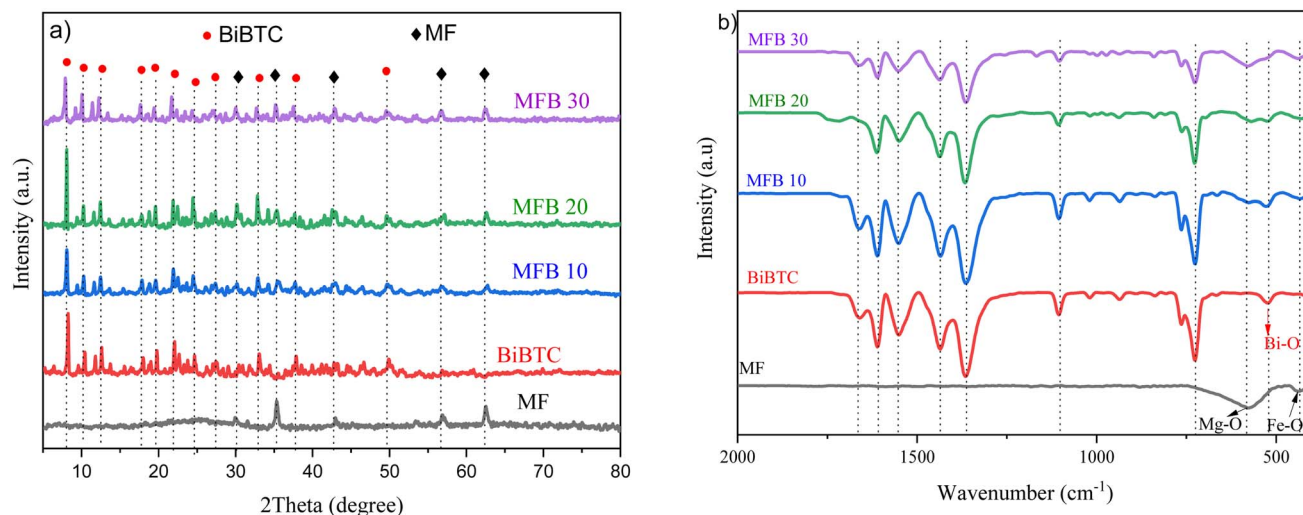 a)
● BiBTC
♦ MF
MFB 30
MFB 20
MFB 10
BiBTC
MF
Intensity (a.u.)
10 20 30 40 50 60 70 80
2Theta (degree)
b)
MFB 30
MFB 20
MFB 10
BiBTC
Bi-O
MF
Mg-O Fe-O
Intensity (a.u)
2000 1500 1000 500
Wavenumber (cm⁻¹)